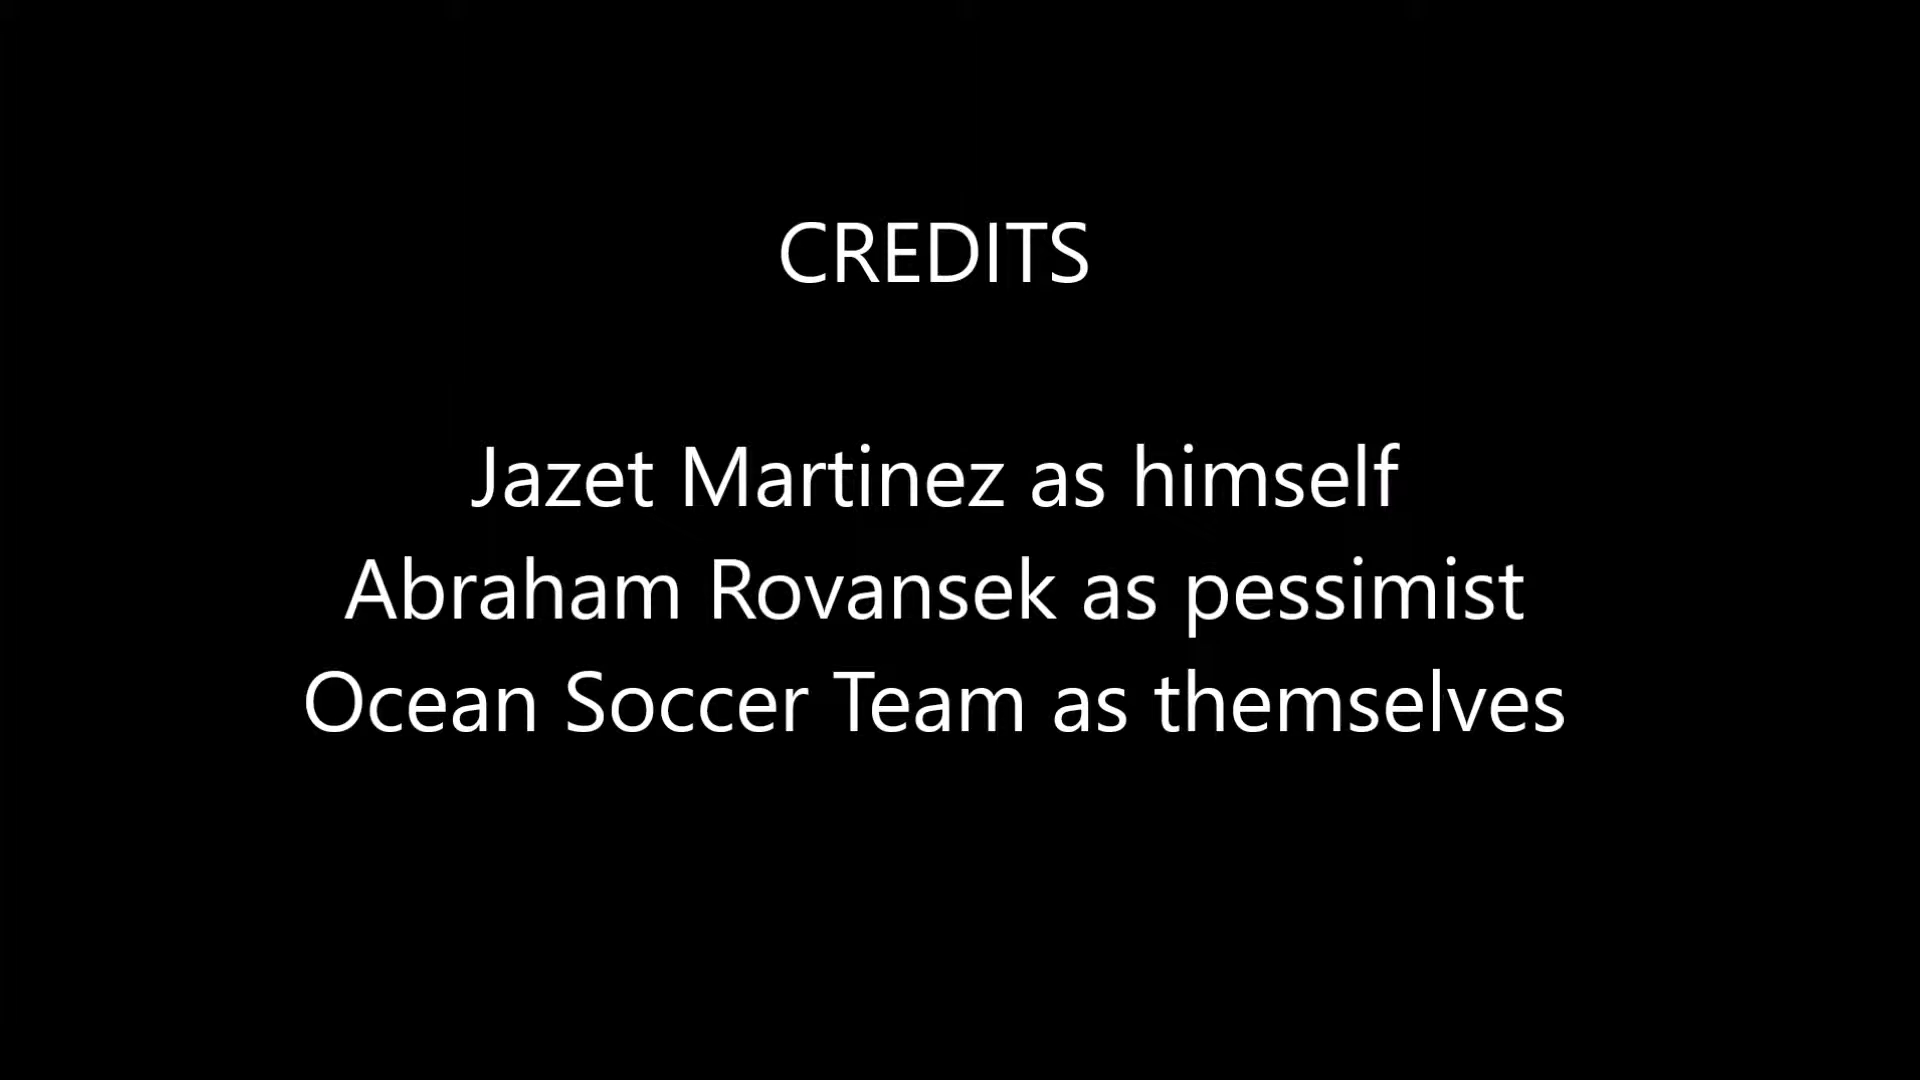 CREDITS
Jazet Martinez as himself
Abraham Rovansek as pessimist
Ocean Soccer Team as themselves